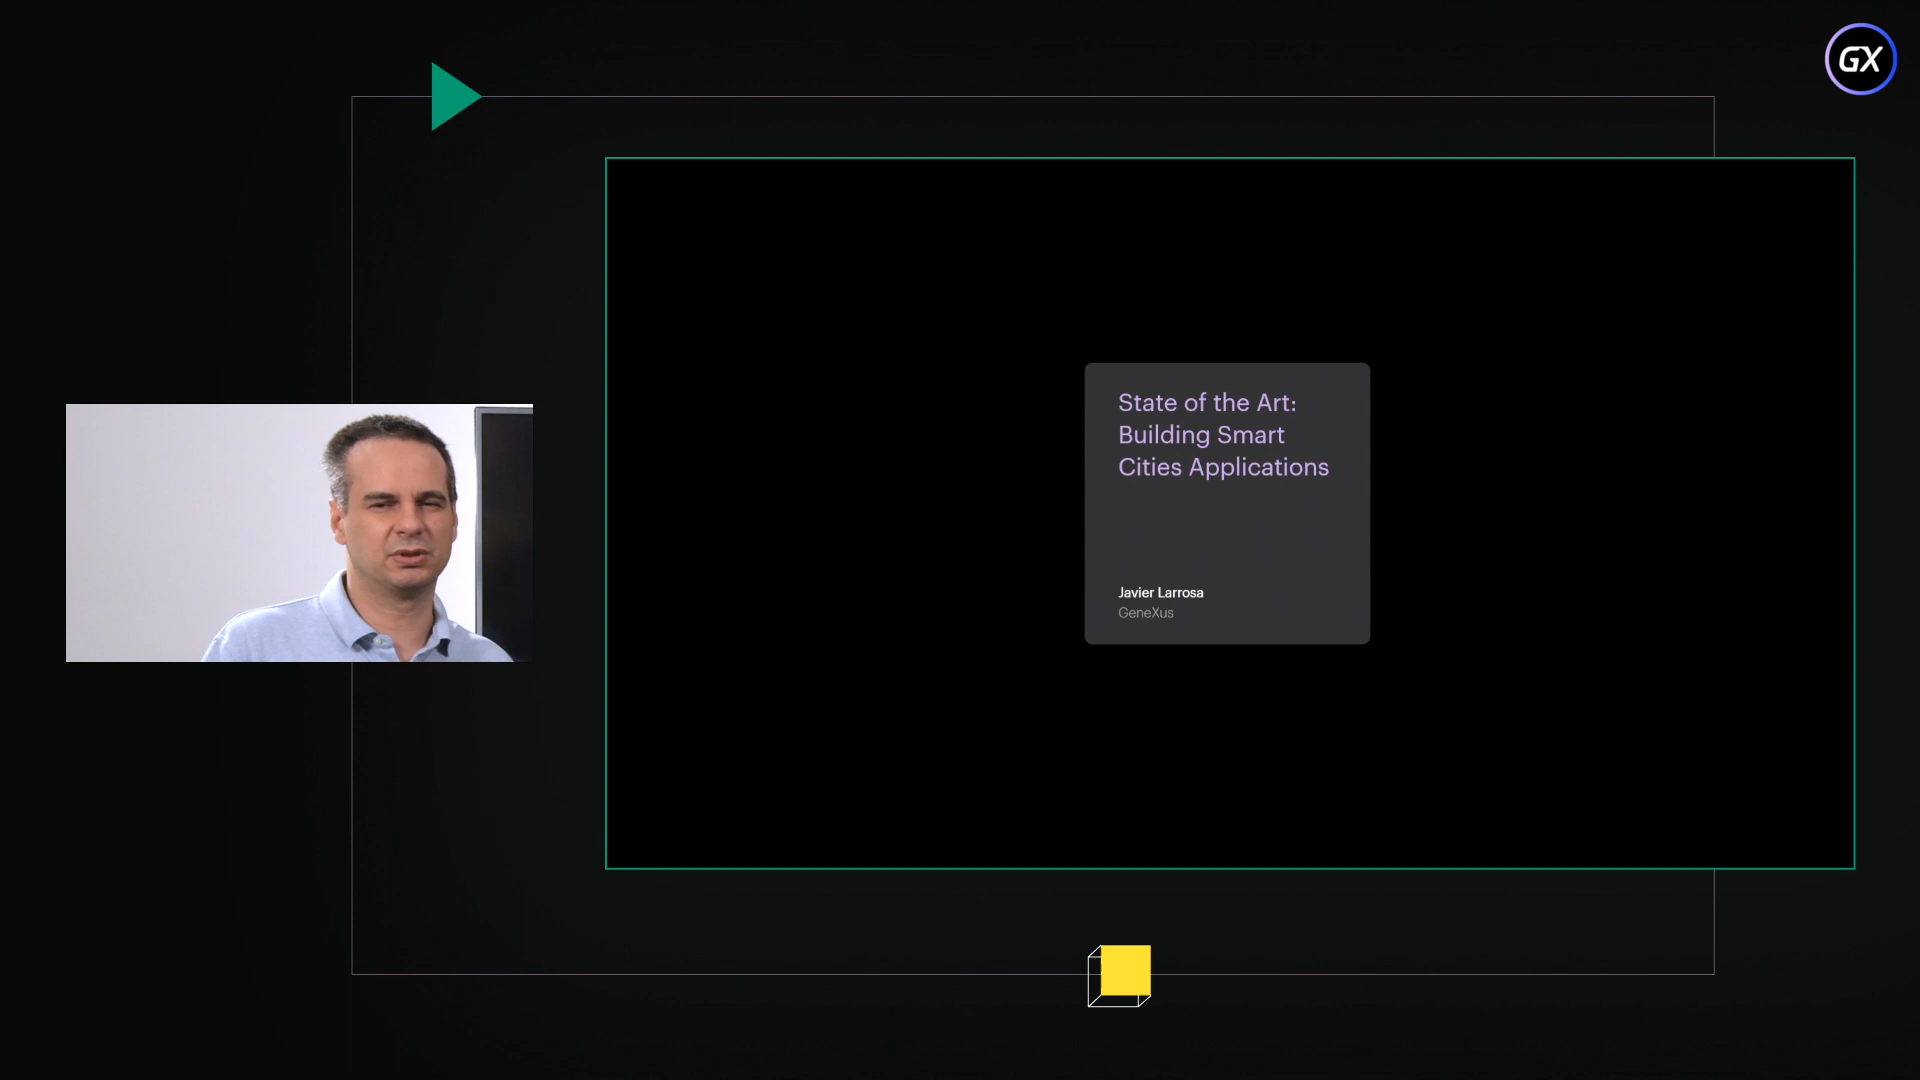 GX
State of the Art:
Building Smart
Cities Applications
Javier Larrosa
GeneXus